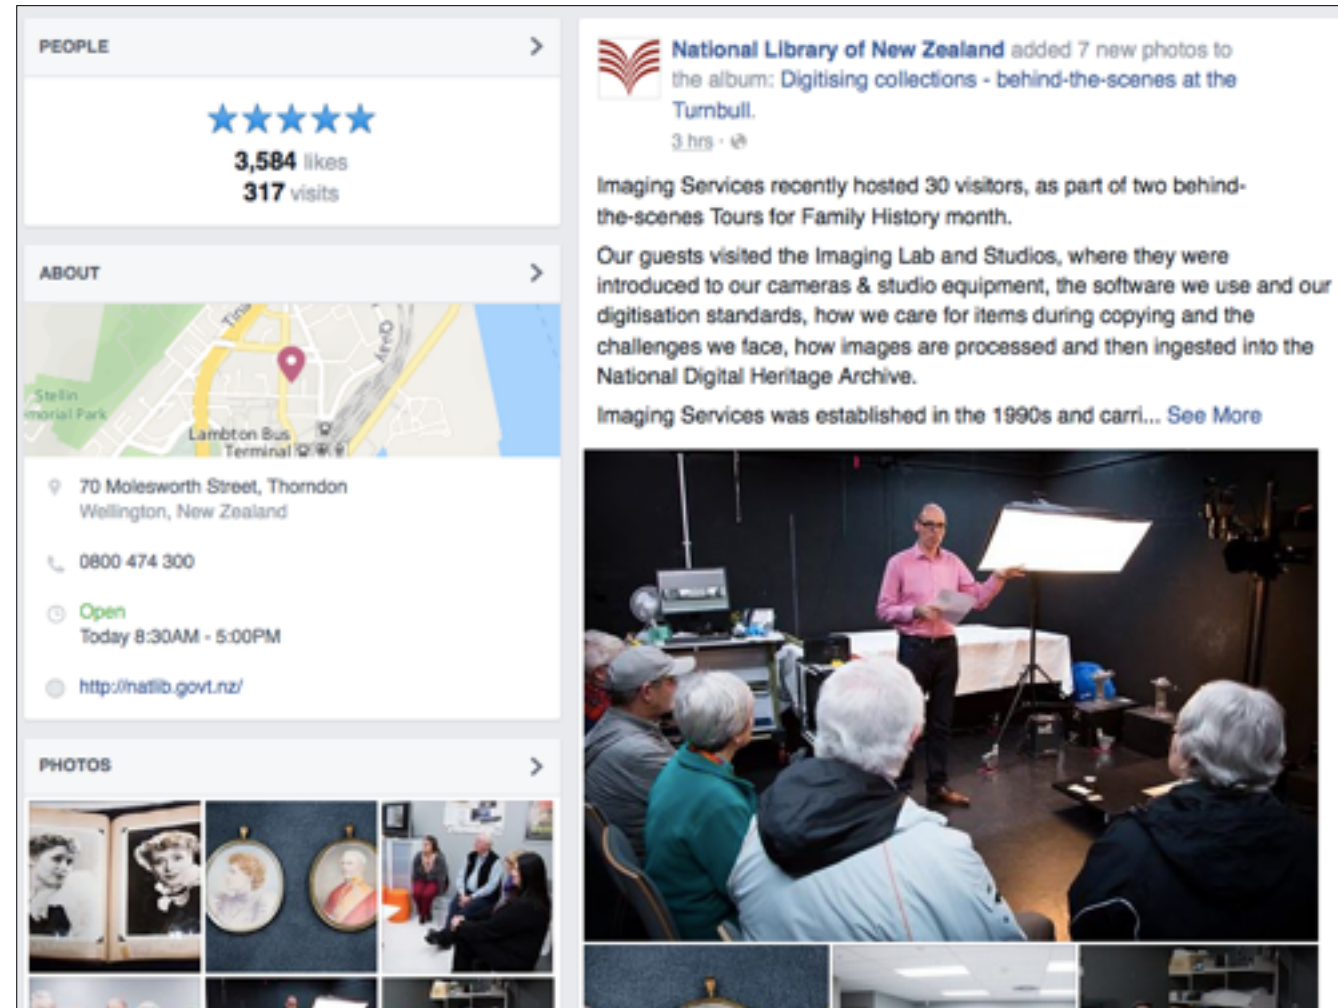 PEOPLE
3,584 likes
317 visits
ABOUT
Tina
Quay
Stellin
morial Park
Lambton Bus
Terminal
70 Molesworth Street, Thorndon
Wellington, New Zealand
0800 474 300
Open
Today 8:30AM - 5:00PM
http://natlib.govt.nz/
PHOTOS
National Library of New Zealand added 7 new photos to
the album: Digitising collections - behind-the-scenes at the
Turnbull.
3 hrs ·
Imaging Services recently hosted 30 visitors, as part of two behind-
the-scenes Tours for Family History month.
Our guests visited the Imaging Lab and Studios, where they were
introduced to our cameras & studio equipment, the software we use and our
digitisation standards, how we care for items during copying and the
challenges we face, how images are processed and then ingested into the
National Digital Heritage Archive.
Imaging Services was established in the 1990s and carri... See More